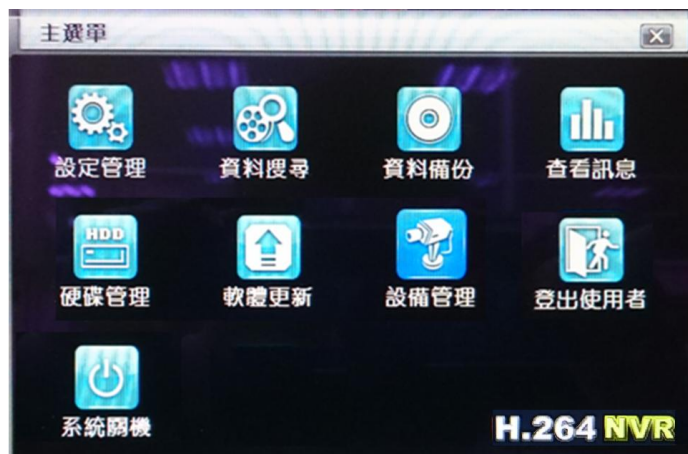 主選單
設定管理 資料搜尋 資料備份 查看訊息
HDD
硬碟管理 軟體更新 設備管理 登出使用者
系統關機
H.264 NVR